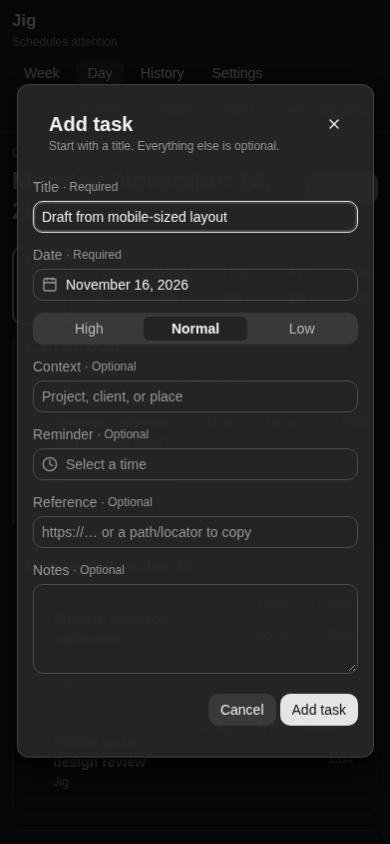 Jig
Schedules attention
Week Day History Settings
Add task
Start with a title. Everything else is optional.
Title · Required
Draft from mobile-sized layout
Date · Required
November 16, 2026
High Normal Low
Context · Optional
Project, client, or place
Reminder · Optional
Select a time
Reference · Optional
https://… or a path/locator to copy
Notes · Optional
Cancel Add task
design review
Edit
Jig